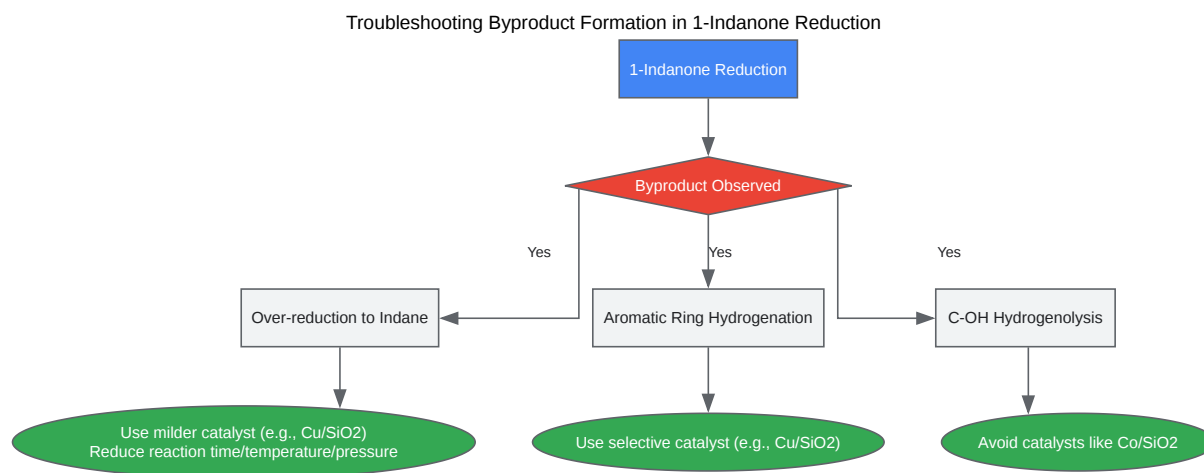 Troubleshooting Byproduct Formation in 1-Indanone Reduction
1-Indanone Reduction
Byproduct Observed
Yes
Yes
Yes
Over-reduction to Indane
Aromatic Ring Hydrogenation
C-OH Hydrogenolysis
Use milder catalyst (e.g., Cu/SiO2)
Reduce reaction time/temperature/pressure
Use selective catalyst (e.g., Cu/SiO2)
Avoid catalysts like Co/SiO2